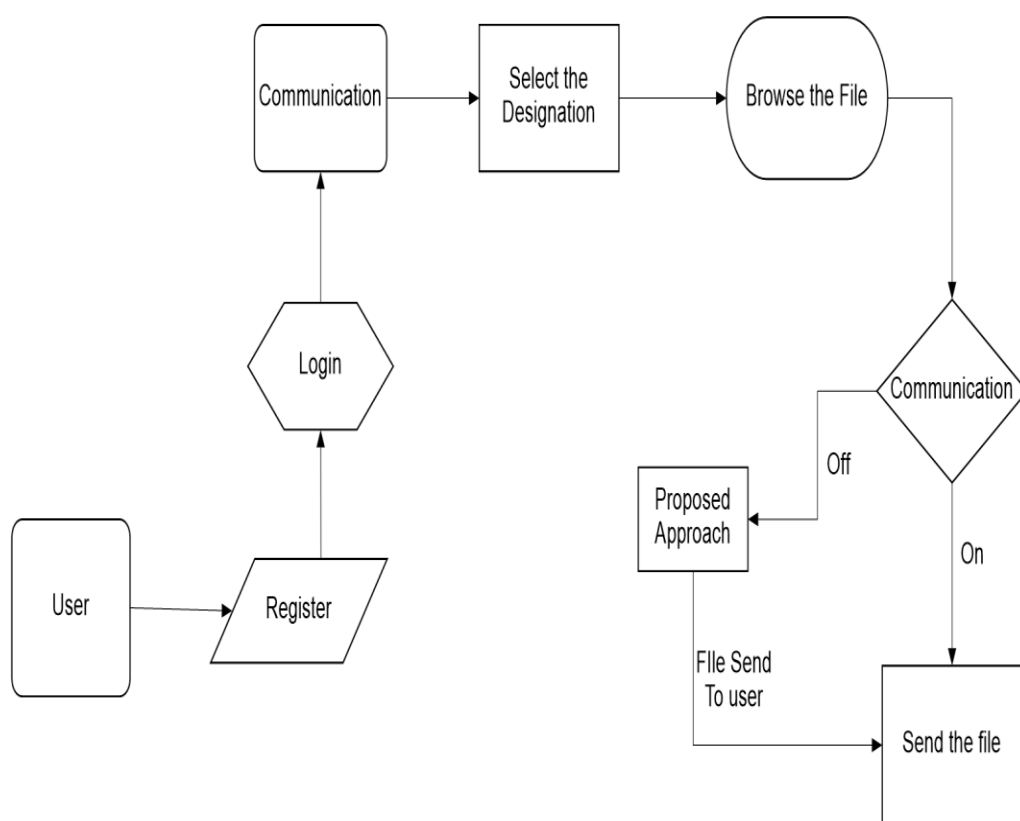 Communication
Select the
Designation
Browse the File
Login
Communication
Off
Proposed
Approach
On
User
Register
FIle Send
To user
Send the file